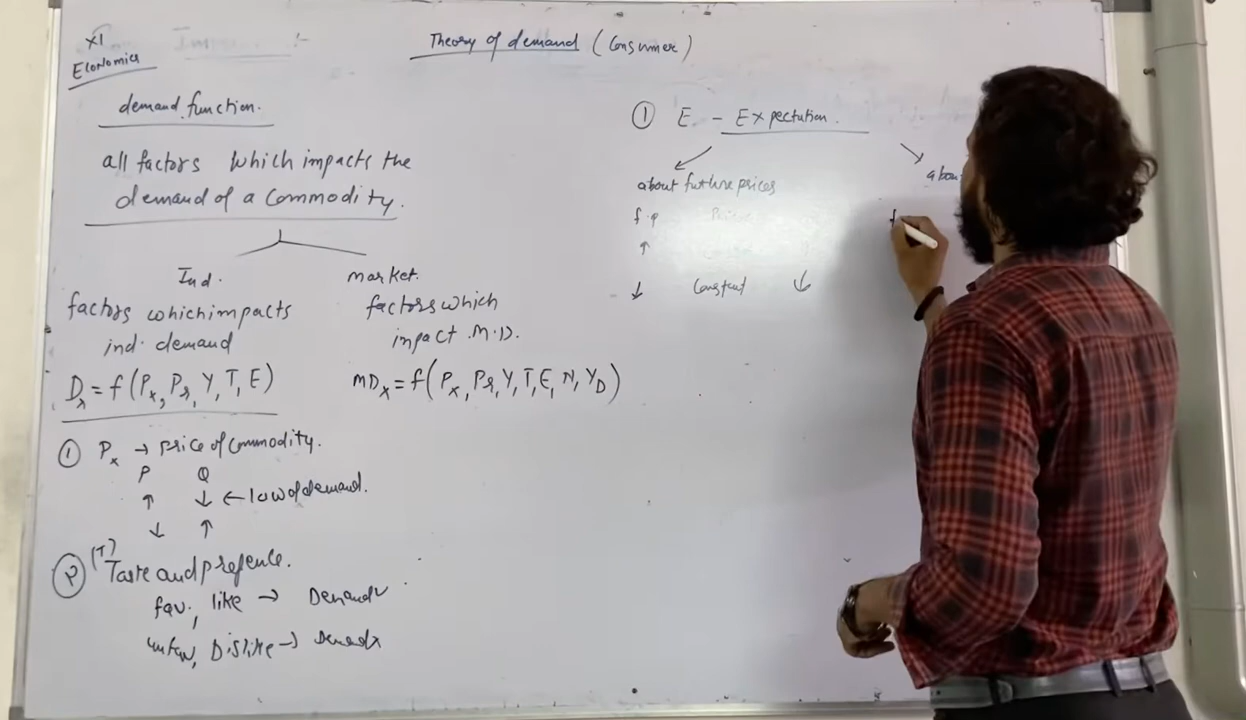 XI
Economics
Theory of demand (Consumer)
demand function.
all factors which impacts the
demand of a Commodity.
Ind.
factors which impacts
ind. demand
Dx = f(Px, Pr, Y, T, E)
market.
factors which
impact M.D.
MDx = f(Px, Pr, Y, T, E, N, YD)
① Px → Price of Commodity.
P Q
↑ ↓ ← law of demand.
↓ ↑
② (T) Taste and prefence.
fav., like → Demand
unfav, Dislike →
① E - Expectation.
about future prices
f.p
↑
↓ Constant ↓